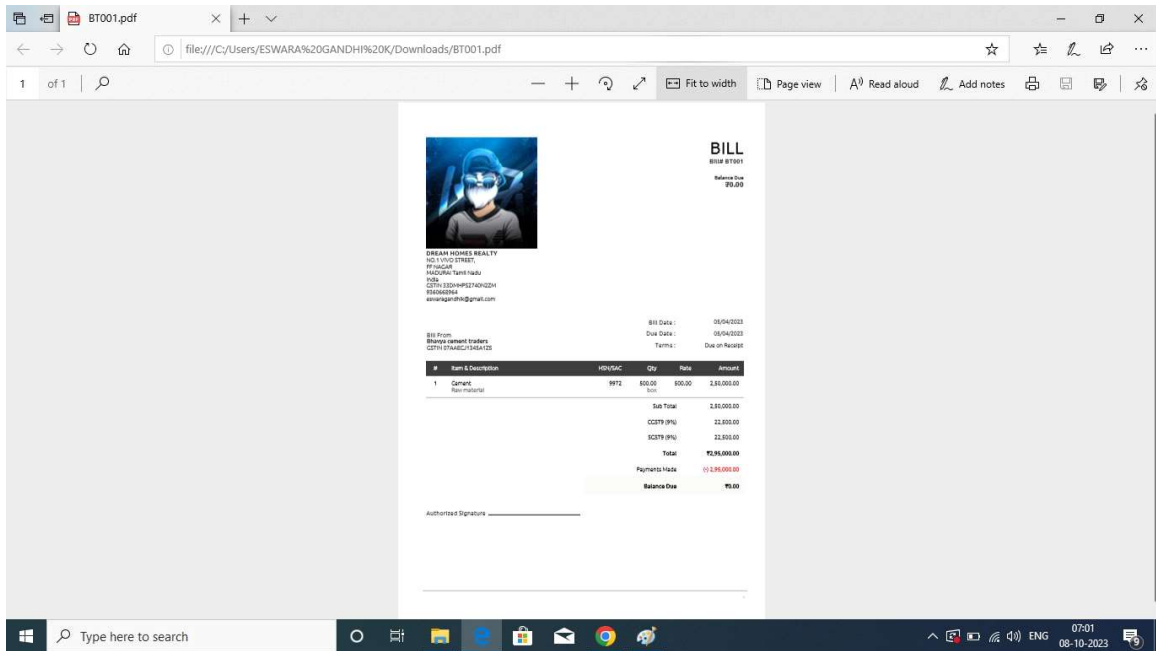 BT001.pdf
file:///C:/Users/ESWARA%20GANDHI%20K/Downloads/BT001.pdf
1 of 1
Fit to width
Page view
Read aloud
Add notes
BILL
Bill# BT001
Balance Due
₹0.00
DREAM HOMES REALTY
NO.1 VIVO STREET,
FF NAGAR
MADURAI Tamil Nadu
India
GSTIN 33DMHPS2740N2ZM
9360668964
eswaragandhik@gmail.com
Bill Date : 05/04/2023
Due Date : 05/04/2023
Terms : Due on Receipt
Bill From
Bhavya cament traders
# Item & Description HSN/SAC Qty Rate Amount
1 Cament 9972 500.00 500.00 2,50,000.00
Raw material box
Sub Total 2,50,000.00
CGST9 (9%) 22,500.00
SGST9 (9%) 22,500.00
Total ₹2,95,000.00
Payments Made (-) 2,95,000.00
Balance Due ₹0.00
Authorized Signature
Type here to search
ENG
07:01
08-10-2023
9